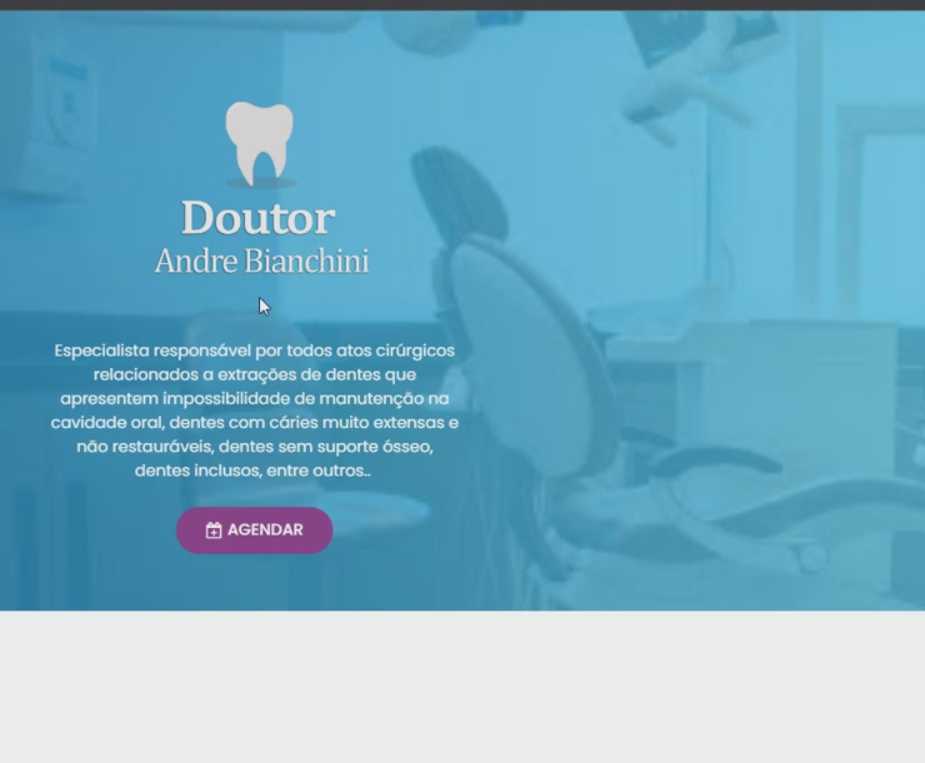 Doutor
Andre Bianchini
Especialista responsável por todos atos cirúrgicos
relacionados a extrações de dentes que
apresentem impossibilidade de manutenção na
cavidade oral, dentes com cáries muito extensas e
não restauráveis, dentes sem suporte ósseo,
dentes inclusos, entre outros..
AGENDAR